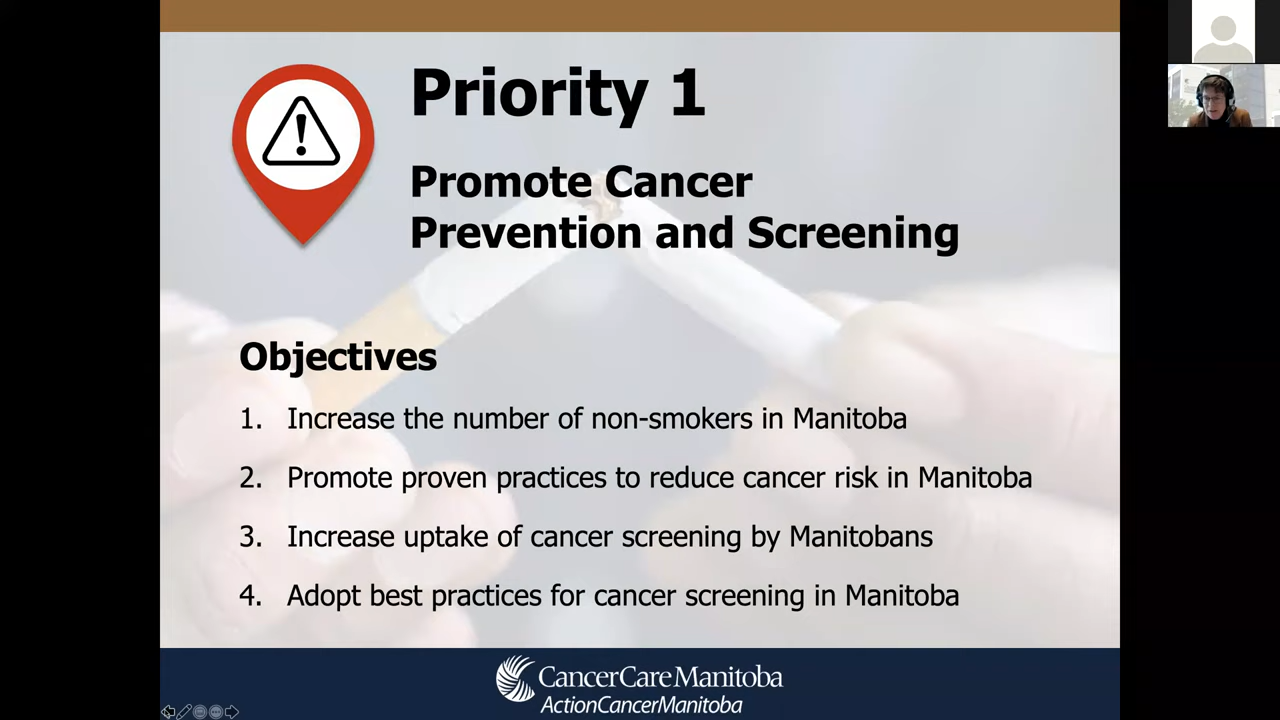 Priority 1
Promote Cancer
Prevention and Screening
Objectives
1. Increase the number of non-smokers in Manitoba
2. Promote proven practices to reduce cancer risk in Manitoba
3. Increase uptake of cancer screening by Manitobans
4. Adopt best practices for cancer screening in Manitoba
CancerCareManitoba
ActionCancerManitoba